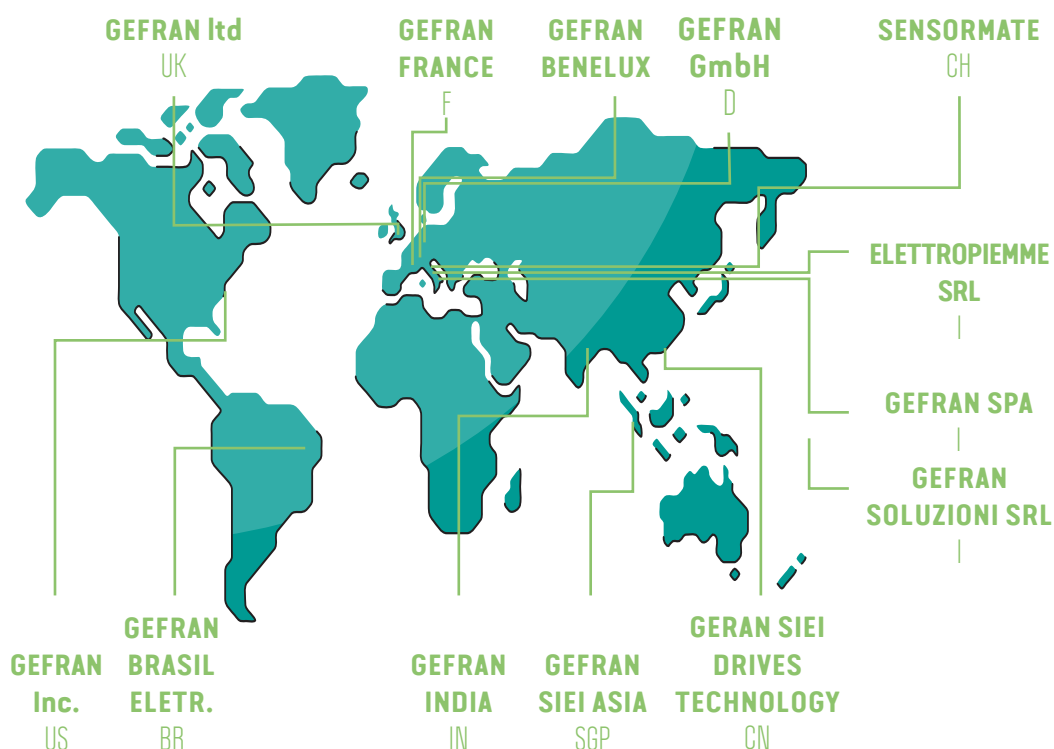 GEFRAN ltd
UK
GEFRAN
FRANCE
F
GEFRAN
BENELUX
GEFRAN
GmbH
D
SENSORMATE
CH
ELETTROPIEMME
SRL
I
GEFRAN SPA
I
GEFRAN
SOLUZIONI SRL
I
GEFRAN
Inc.
US
GEFRAN
BRASIL
ELETR.
BR
GEFRAN
INDIA
IN
GEFRAN
SIEI ASIA
SGP
GERAN SIEI
DRIVES
TECHNOLOGY
CN